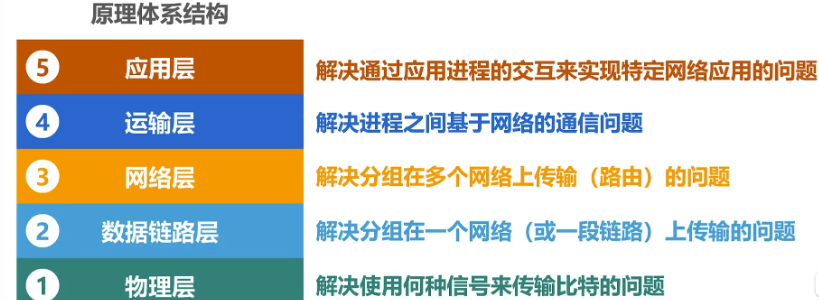 原理体系结构
5 应用层 解决通过应用进程的交互来实现特定网络应用的问题
4 运输层 解决进程之间基于网络的通信问题
3 网络层 解决分组在多个网络上传输（路由）的问题
2 数据链路层 解决分组在一个网络（或一段链路）上传输的问题
1 物理层 解决使用何种信号来传输比特的问题